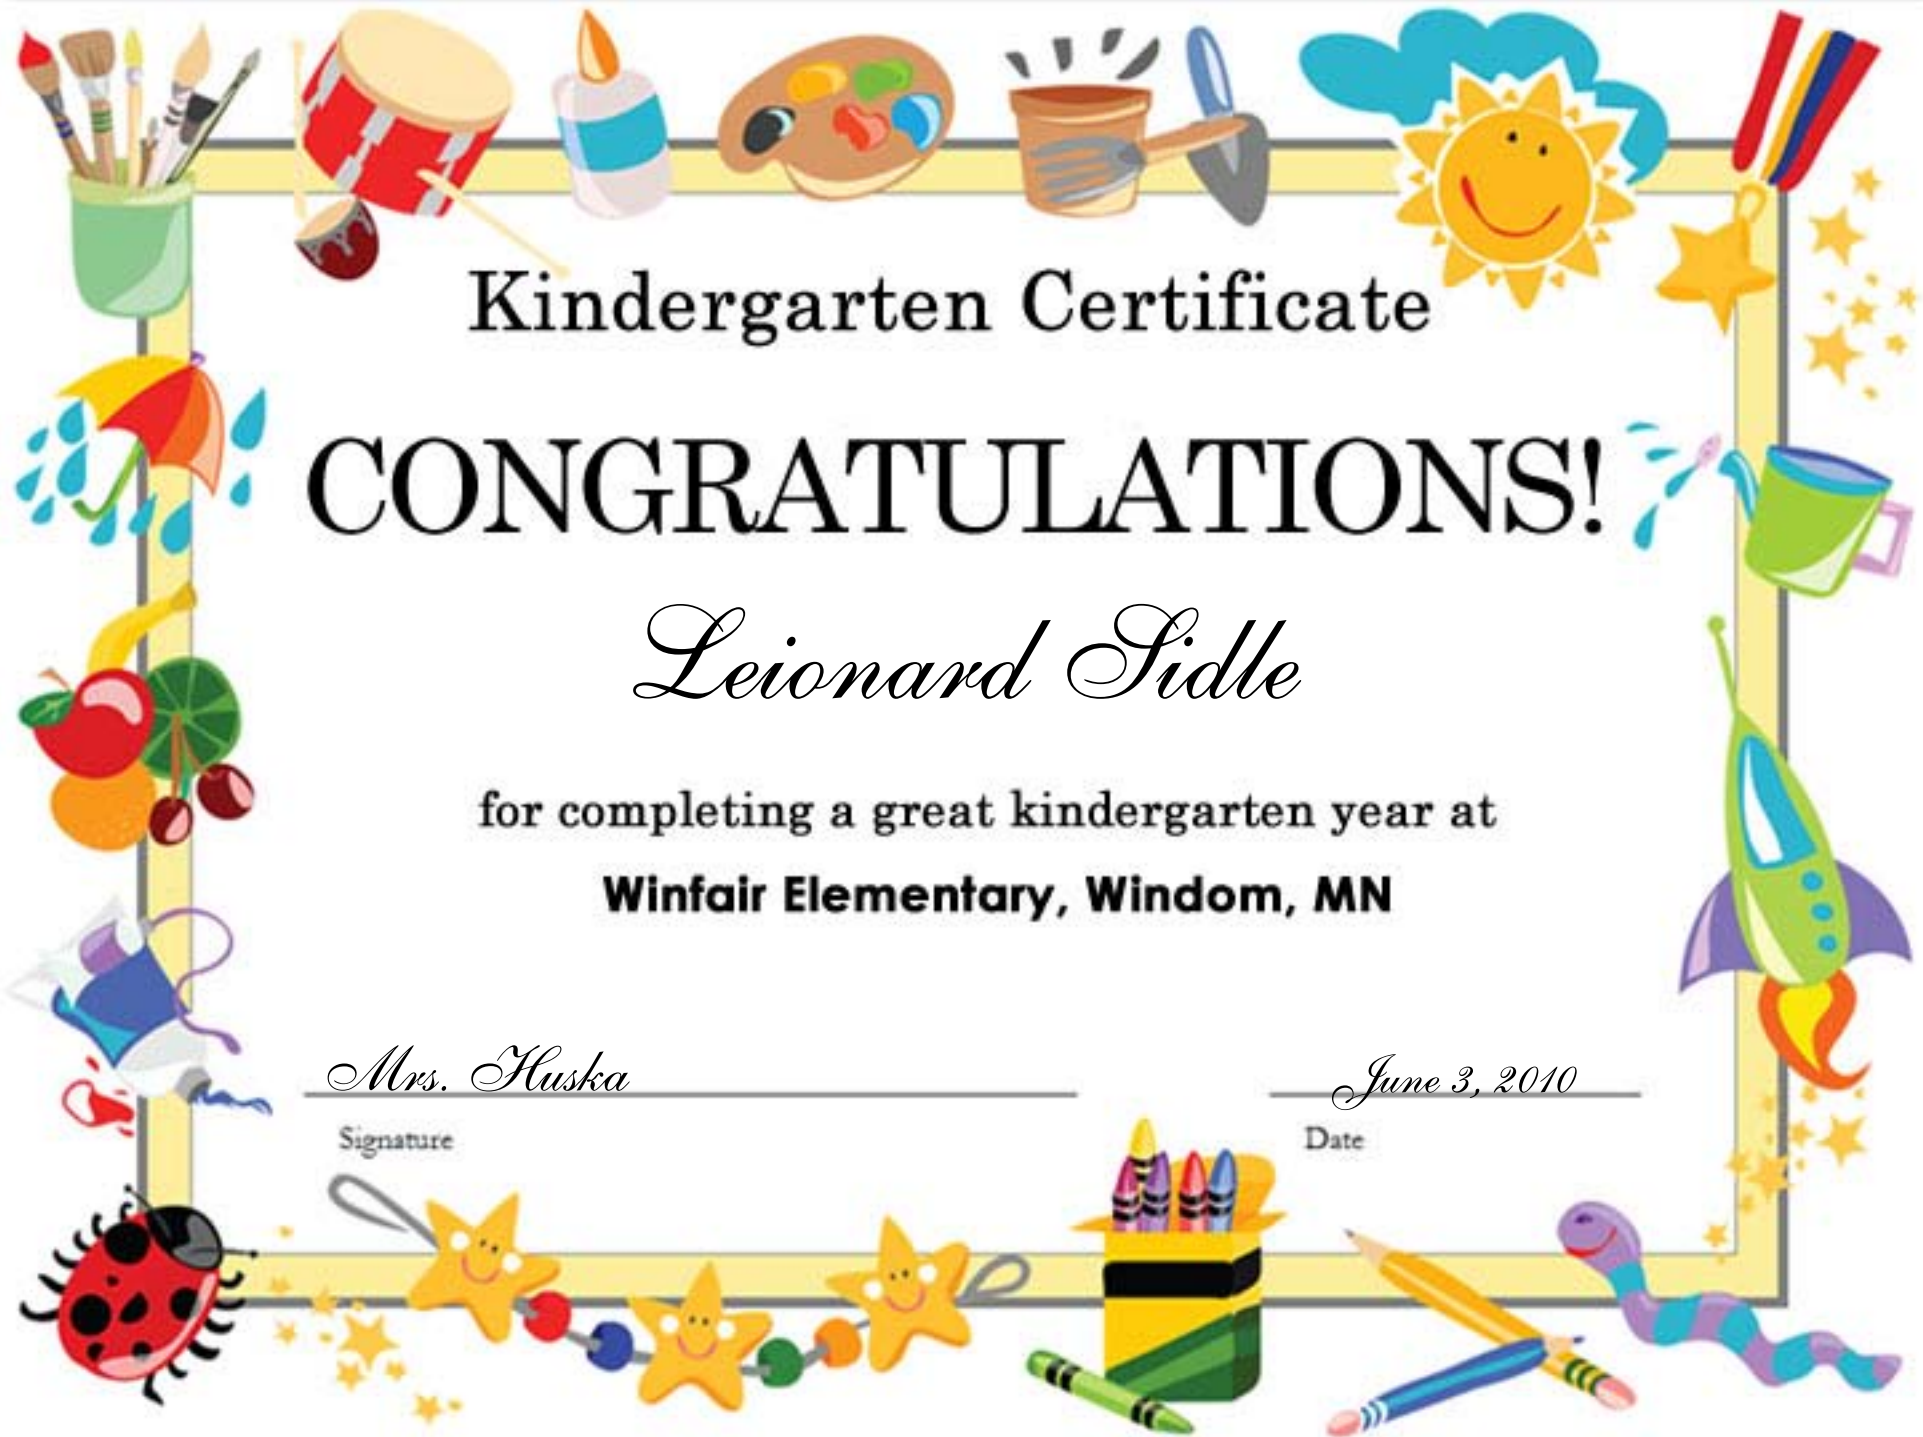 Kindergarten Certificate
CONGRATULATIONS!
Leionard Sidle
for completing a great kindergarten year at
Winfair Elementary, Windom, MN
Mrs. Huska June 3, 2010
Signature Date